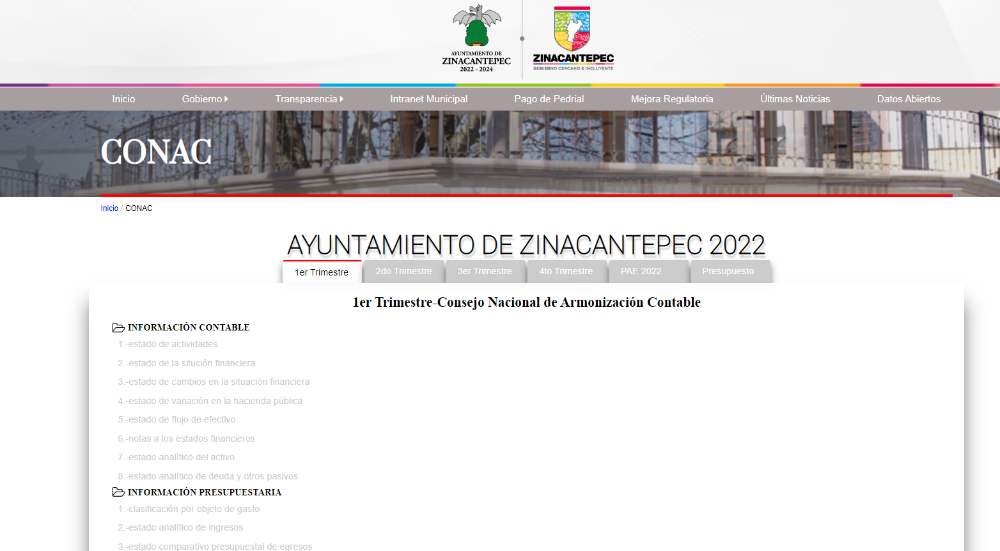 AYUNTAMIENTO DE
ZINACANTEPEC
2022 - 2024
ZINACANTEPEC
GOBIERNO CERCANO E INCLUYENTE
Inicio Gobierno Transparencia Intranet Municipal Pago de Pedrial Mejora Regulatoria Últimas Noticias Datos Abiertos
CONAC
Inicio / CONAC
AYUNTAMIENTO DE ZINACANTEPEC 2022
1er Trimestre 2do Trimestre 3er Trimestre 4to Trimestre PAE 2022 Presupuesto
1er Trimestre-Consejo Nacional de Armonización Contable
INFORMACIÓN CONTABLE
1.-estado de actividades
2.-estado de la situción financiera
3.-estado de cambios en la situación financiera
4.-estado de variación en la hacienda pública
5.-estado de flujo de efectivo
6.-notas a los estados financieros
7.-estado analítico del activo
8.-estado analítico de deuda y otros pasivos
INFORMACIÓN PRESUPUESTARIA
1.-clasificación por objeto de gasto
2.-estado analítico de ingresos
3.-estado comparativo presupuestal de egresos